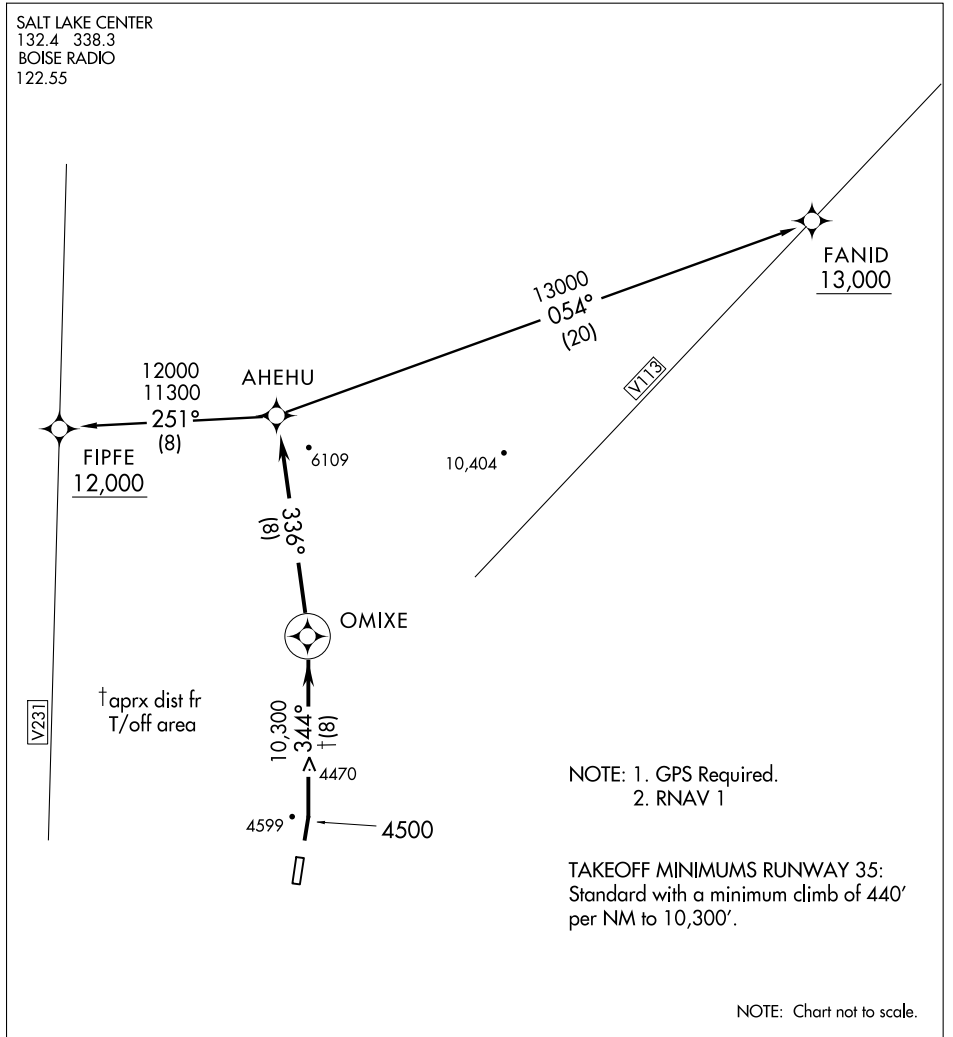 SALT LAKE CENTER
132.4 338.3
BOISE RADIO
122.55
FANID
13,000
13000
054°
(20)
V113
12000
11300
251°
(8)
AHEHU
FIPFE
12,000
6109
10,404
336°
(8)
OMIXE
V231
†aprx dist fr
T/off area
10,300
344°
†(8)
4470
4599
4500
NOTE: 1. GPS Required.
2. RNAV 1
TAKEOFF MINIMUMS RUNWAY 35:
Standard with a minimum climb of 440'
per NM to 10,300'.
NOTE: Chart not to scale.